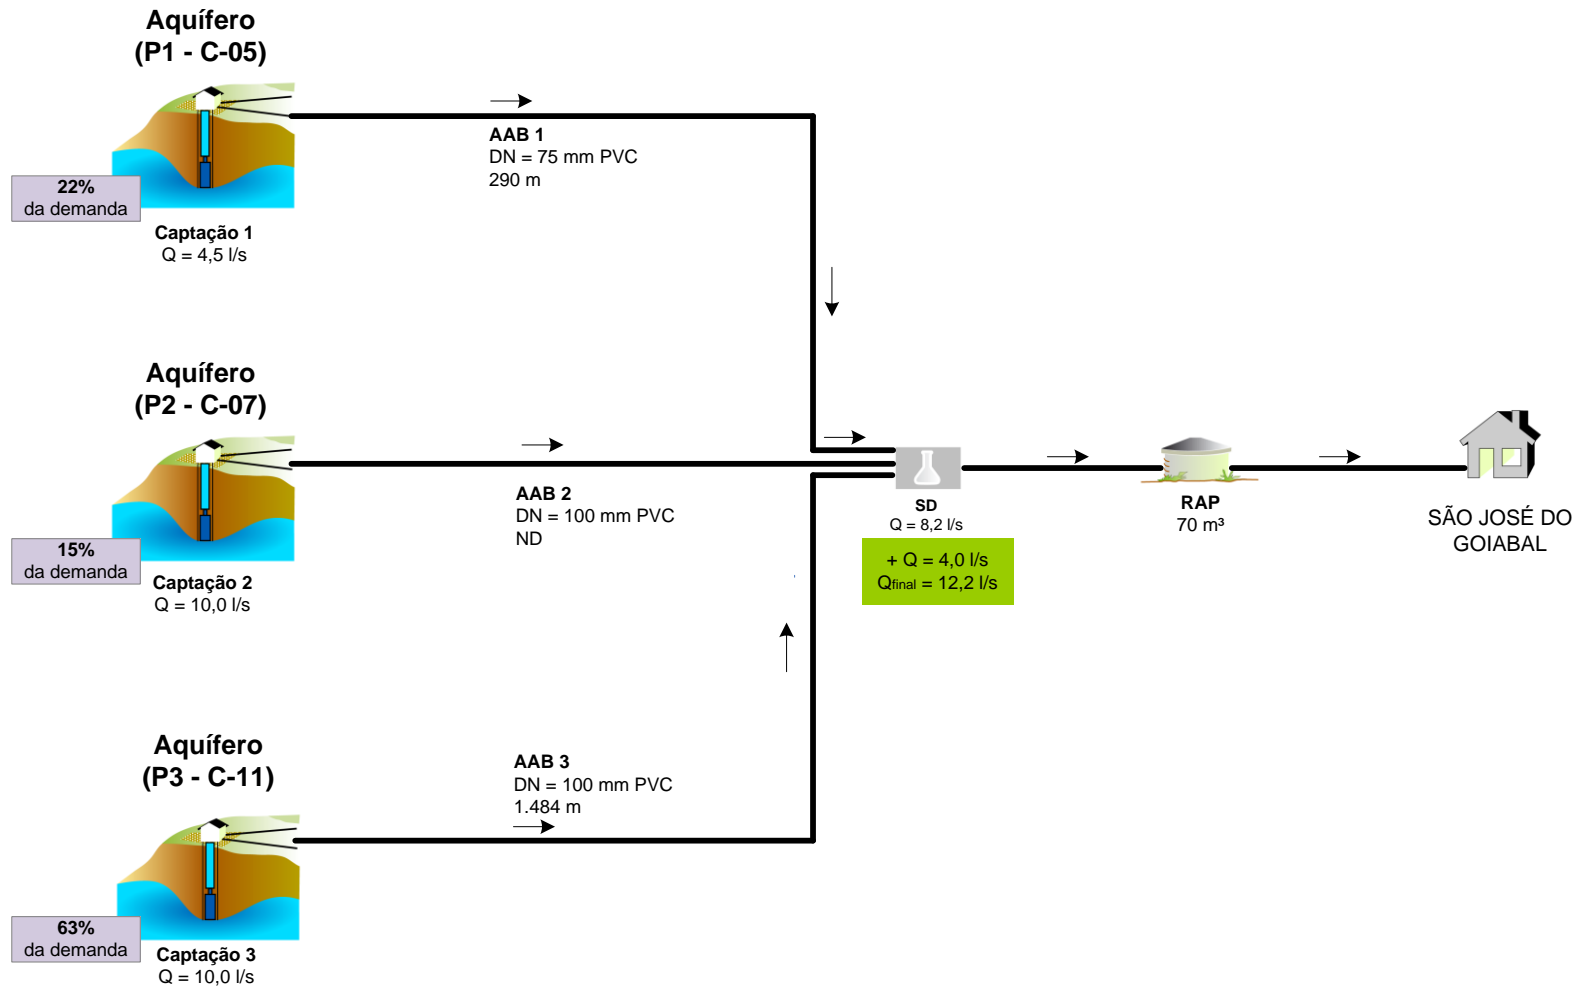 Aquífero
(P1 - C-05)
AAB 1
DN = 75 mm PVC
290 m
22%
da demanda
Captação 1
Q = 4,5 l/s
Aquífero
(P2 - C-07)
AAB 2
DN = 100 mm PVC
ND
15%
da demanda
Captação 2
Q = 10,0 l/s
SD
Q = 8,2 l/s
+ Q = 4,0 l/s
Qfinal = 12,2 l/s
RAP
70 m³
SÃO JOSÉ DO
GOIABAL
Aquífero
(P3 - C-11)
AAB 3
DN = 100 mm PVC
1.484 m
63%
da demanda
Captação 3
Q = 10,0 l/s